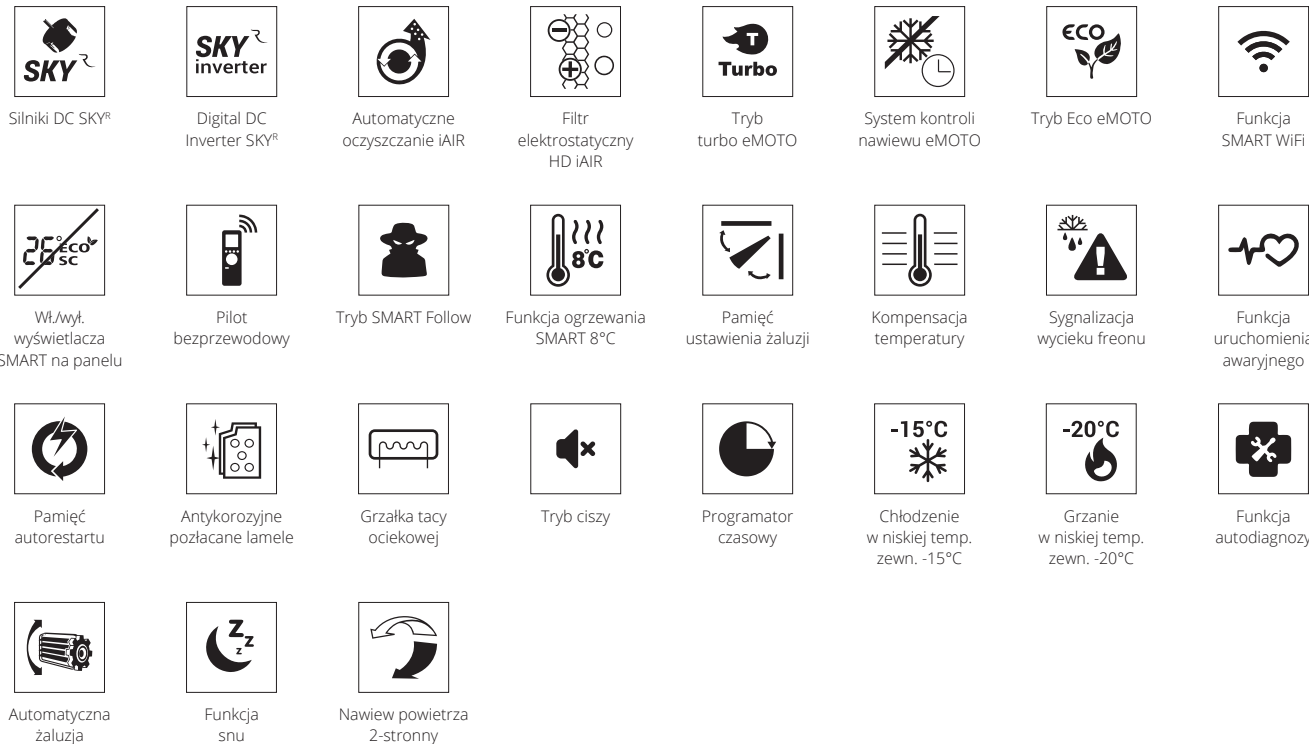 SKY R
SKY R
inverter
T
Turbo
ECO
Silniki DC SKYᴿ
Digital DC
Inverter SKYᴿ
Automatyczne
oczyszczanie iAIR
Filtr
elektrostatyczny
HD iAIR
Tryb
turbo eMOTO
System kontroli
nawiewu eMOTO
Tryb Eco eMOTO
Funkcja
SMART WiFi
26° ECO
SC
8°C
Wł./wył.
wyświetlacza
SMART na panelu
Pilot
bezprzewodowy
Tryb SMART Follow
Funkcja ogrzewania
SMART 8°C
Pamięć
ustawienia żaluzji
Kompensacja
temperatury
Sygnalizacja
wycieku freonu
Funkcja
uruchomienia
awaryjnego
-15°C
-20°C
Pamięć
autorestartu
Antykorozyjne
pozłacane lamele
Grzałka tacy
ociekowej
Tryb ciszy
Programator
czasowy
Chłodzenie
w niskiej temp.
zewn. -15°C
Grzanie
w niskiej temp.
zewn. -20°C
Funkcja
autodiagnozy
Z z z
Automatyczna
żaluzja
Funkcja
snu
Nawiew powietrza
2-stronny